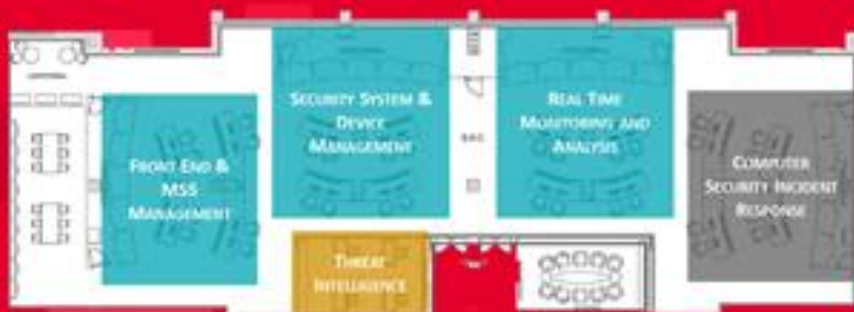 FRONT END &
MSS
MANAGEMENT
SECURITY SYSTEM &
DEVICE
MANAGEMENT
REAL TIME
MONITORING AND
ANALYSIS
COMPUTER
SECURITY INCIDENT
RESPONSE
THREAT
INTELLIGENCE